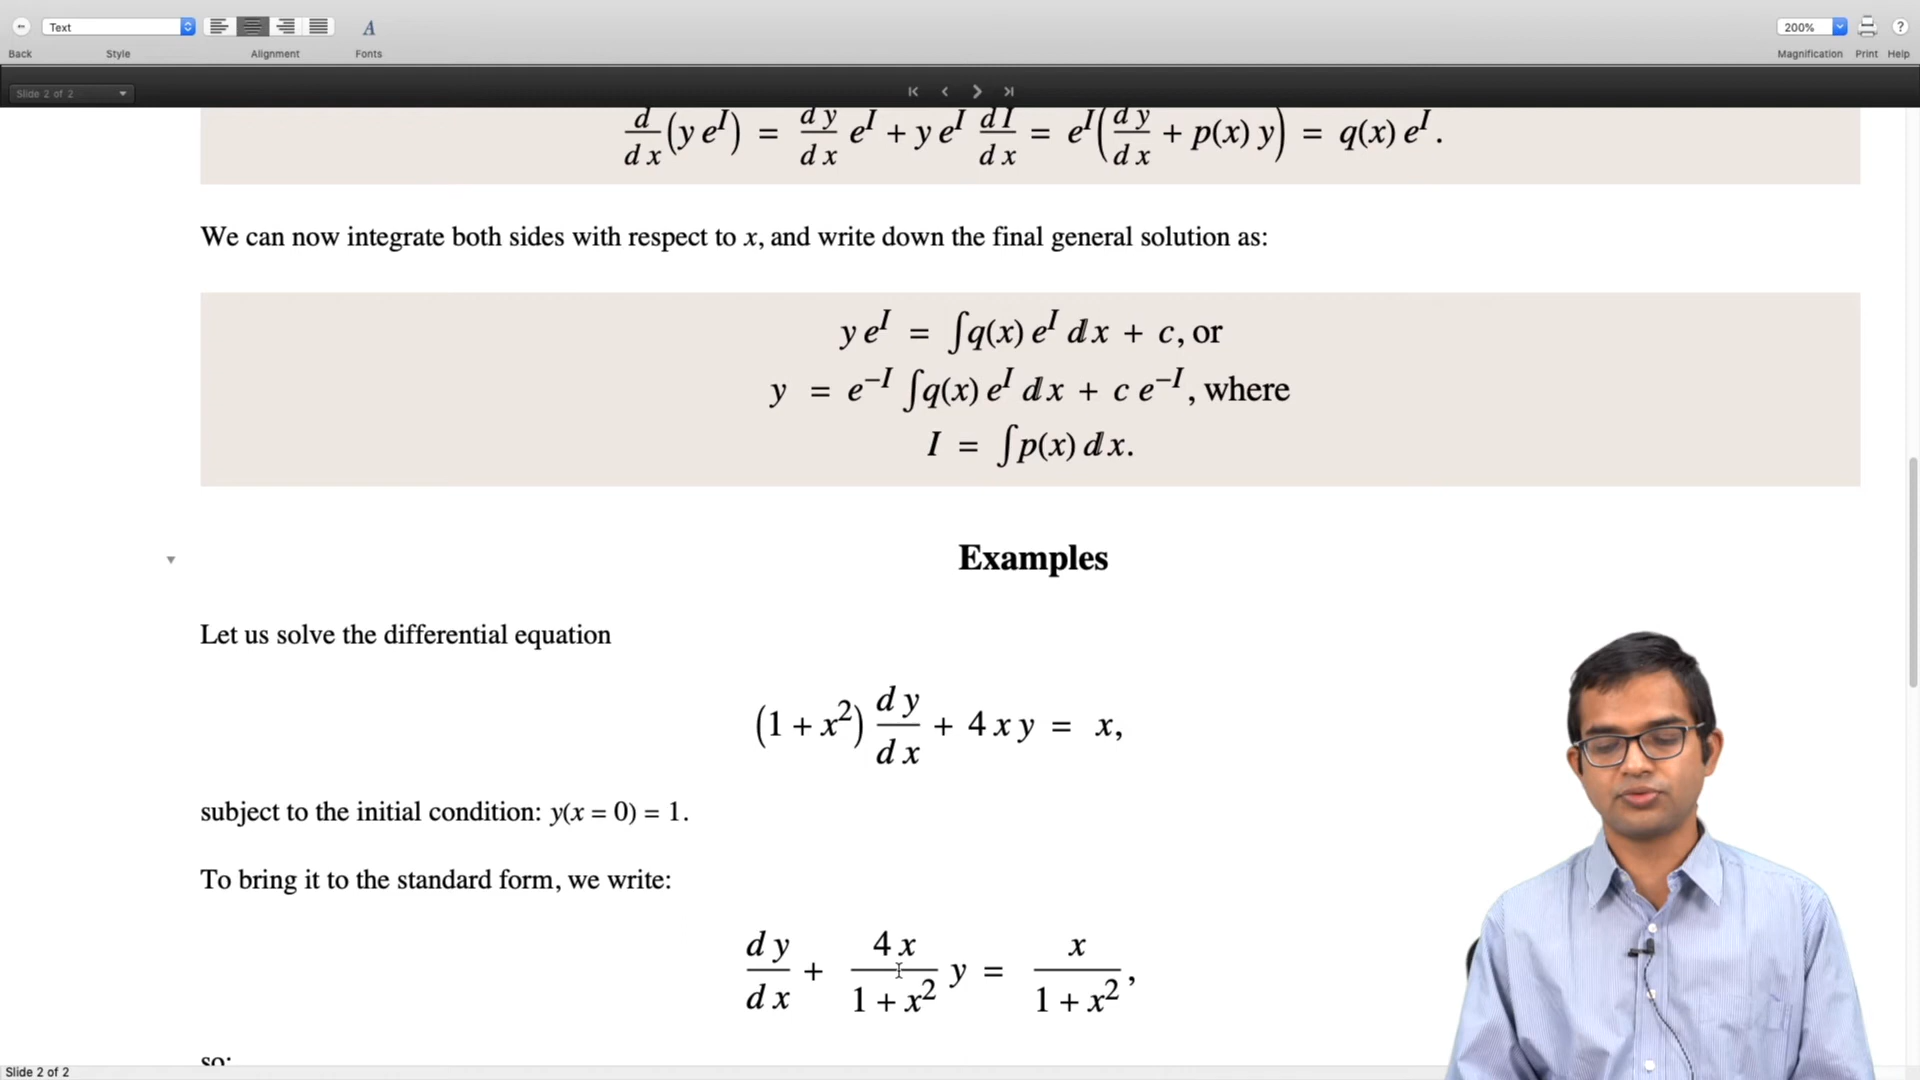 Text
200%
Back
Style
Alignment
Fonts
Magnification
Print
Help
Slide 2 of 2
d/dx (y e^I) = dy/dx e^I + y e^I dI/dx = e^I (dy/dx + p(x) y) = q(x) e^I.
We can now integrate both sides with respect to x, and write down the final general solution as:
y e^I = ∫q(x) e^I dx + c, or
y = e^−I ∫q(x) e^I dx + c e^−I, where
I = ∫p(x) dx.
Examples
Let us solve the differential equation
(1 + x²) dy/dx + 4 x y = x,
subject to the initial condition: y(x = 0) = 1.
To bring it to the standard form, we write:
dy/dx + 4x/(1 + x²) y = x/(1 + x²),
so:
Slide 2 of 2